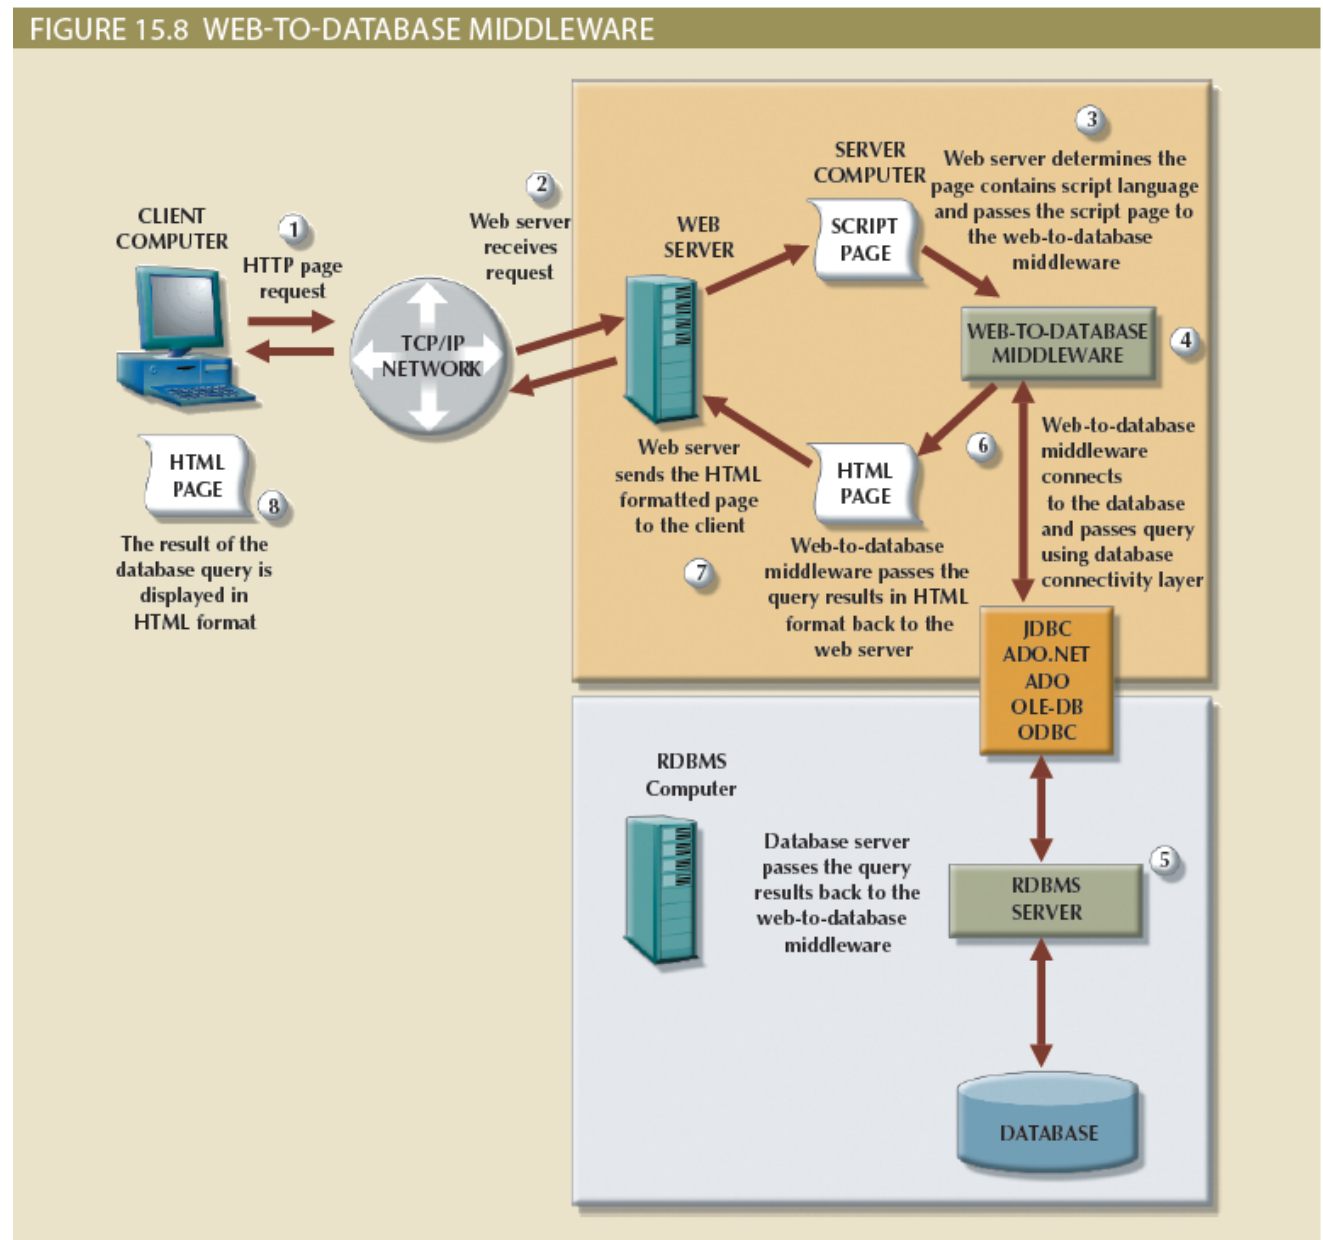 FIGURE 15.8 WEB-TO-DATABASE MIDDLEWARE
CLIENT
COMPUTER
1
HTTP page
request
TCP/IP
NETWORK
2
Web server
receives
request
WEB
SERVER
SERVER
COMPUTER
SCRIPT
PAGE
3
Web server determines the
page contains script language
and passes the script page to
the web-to-database
middleware
WEB-TO-DATABASE
MIDDLEWARE
4
Web-to-database
middleware
connects
to the database
and passes query
using database
connectivity layer
JDBC
ADO.NET
ADO
OLE-DB
ODBC
RDBMS
Computer
Database server
passes the query
results back to the
web-to-database
middleware
5
RDBMS
SERVER
DATABASE
6
HTML
PAGE
Web-to-database
middleware passes the
query results in HTML
format back to the
web server
Web server
sends the HTML
formatted page
to the client
7
HTML
PAGE
8
The result of the
database query is
displayed in
HTML format